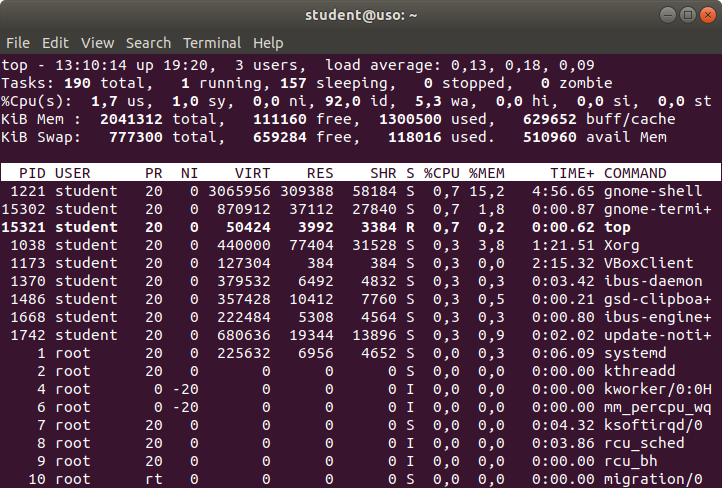 student@uso: ~
File Edit View Search Terminal Help
top - 13:10:14 up 19:20,  3 users,  load average: 0,13, 0,18, 0,09
Tasks: 190 total,   1 running, 157 sleeping,   0 stopped,   0 zombie
%Cpu(s):  1,7 us,  1,0 sy,  0,0 ni, 92,0 id,  5,3 wa,  0,0 hi,  0,0 si,  0,0 st
KiB Mem :  2041312 total,   111160 free,  1300500 used,   629652 buff/cache
KiB Swap:   777300 total,   659284 free,   118016 used.   510960 avail Mem
PID USER      PR  NI    VIRT    RES    SHR S %CPU %MEM     TIME+ COMMAND
1221 student   20   0 3065956 309388  58184 S  0,7 15,2   4:56.65 gnome-shell
15302 student   20   0  870912  37112  27840 S  0,7  1,8   0:00.87 gnome-termi+
15321 student   20   0   50424   3992   3384 R  0,7  0,2   0:00.62 top
1038 student   20   0  440000  77404  31528 S  0,3  3,8   1:21.51 Xorg
1173 student   20   0  127304    384    384 S  0,3  0,0   2:15.32 VBoxClient
1370 student   20   0  379532   6492   4832 S  0,3  0,3   0:03.42 ibus-daemon
1486 student   20   0  357428  10412   7760 S  0,3  0,5   0:00.21 gsd-clipboa+
1668 student   20   0  222484   5308   4564 S  0,3  0,3   0:00.80 ibus-engine+
1742 student   20   0  680636  19344  13896 S  0,3  0,9   0:02.02 update-noti+
1 root      20   0  225632   6956   4652 S  0,0  0,3   0:06.09 systemd
2 root      20   0       0      0      0 S  0,0  0,0   0:00.00 kthreadd
4 root       0 -20       0      0      0 I  0,0  0,0   0:00.00 kworker/0:0H
6 root       0 -20       0      0      0 I  0,0  0,0   0:00.00 mm_percpu_wq
7 root      20   0       0      0      0 S  0,0  0,0   0:04.32 ksoftirqd/0
8 root      20   0       0      0      0 I  0,0  0,0   0:03.86 rcu_sched
9 root      20   0       0      0      0 I  0,0  0,0   0:00.00 rcu_bh
10 root      rt   0       0      0      0 S  0,0  0,0   0:00.00 migration/0